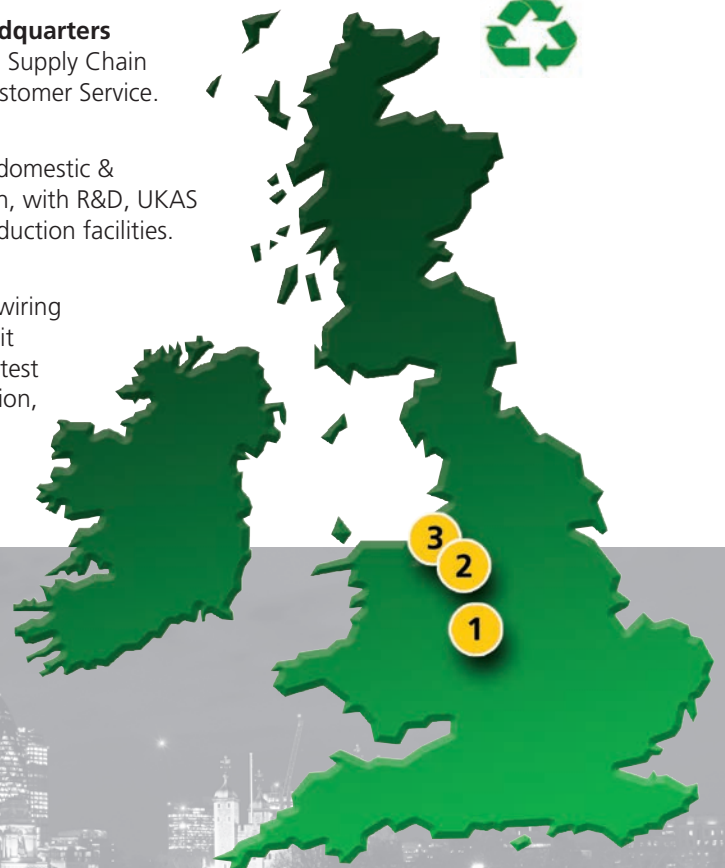 dquarters
Supply Chain
stomer Service.
domestic &
n, with R&D, UKAS
duction facilities.
wiring
it
test
ion,
3
2
1